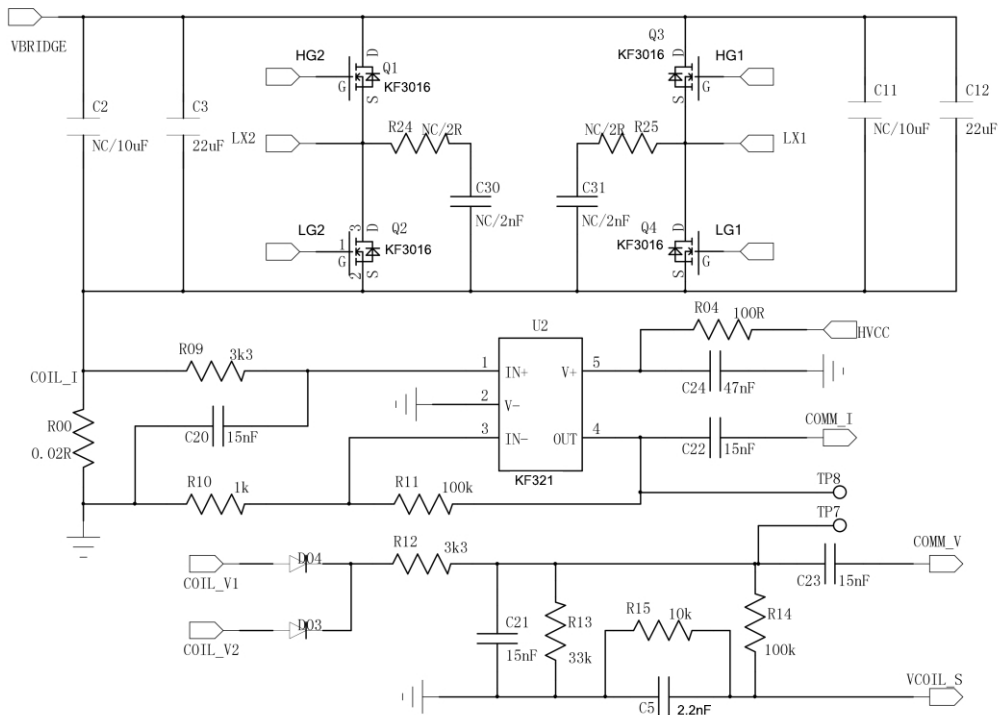 VBRIDGE
C2
NC/10uF
C3
22uF
HG2
D
Q1
G
KF3016
S
LX2
R24 NC/2R
C30
NC/2nF
LG2
3 D
Q2
1
G
KF3016
2 S
Q3
D
KF3016
HG1
G
S
NC/2R R25
LX1
C31
NC/2nF
D
Q4
KF3016
LG1
G
S
C11
NC/10uF
C12
22uF
COIL_I
R00
0.02R
R09
3k3
C20 15nF
R10
1k
R11
100k
U2
1 IN+
2 V-
3 IN-
V+ 5
OUT 4
KF321
R04
100R
HVCC
C24 47nF
C22 15nF
COMM_I
TP8
TP7
COIL_V1
D04
COIL_V2
D03
R12
3k3
C21
15nF
R13
33k
R15
10k
C5 2.2nF
R14
100k
C23 15nF
COMM_V
VCOIL_S